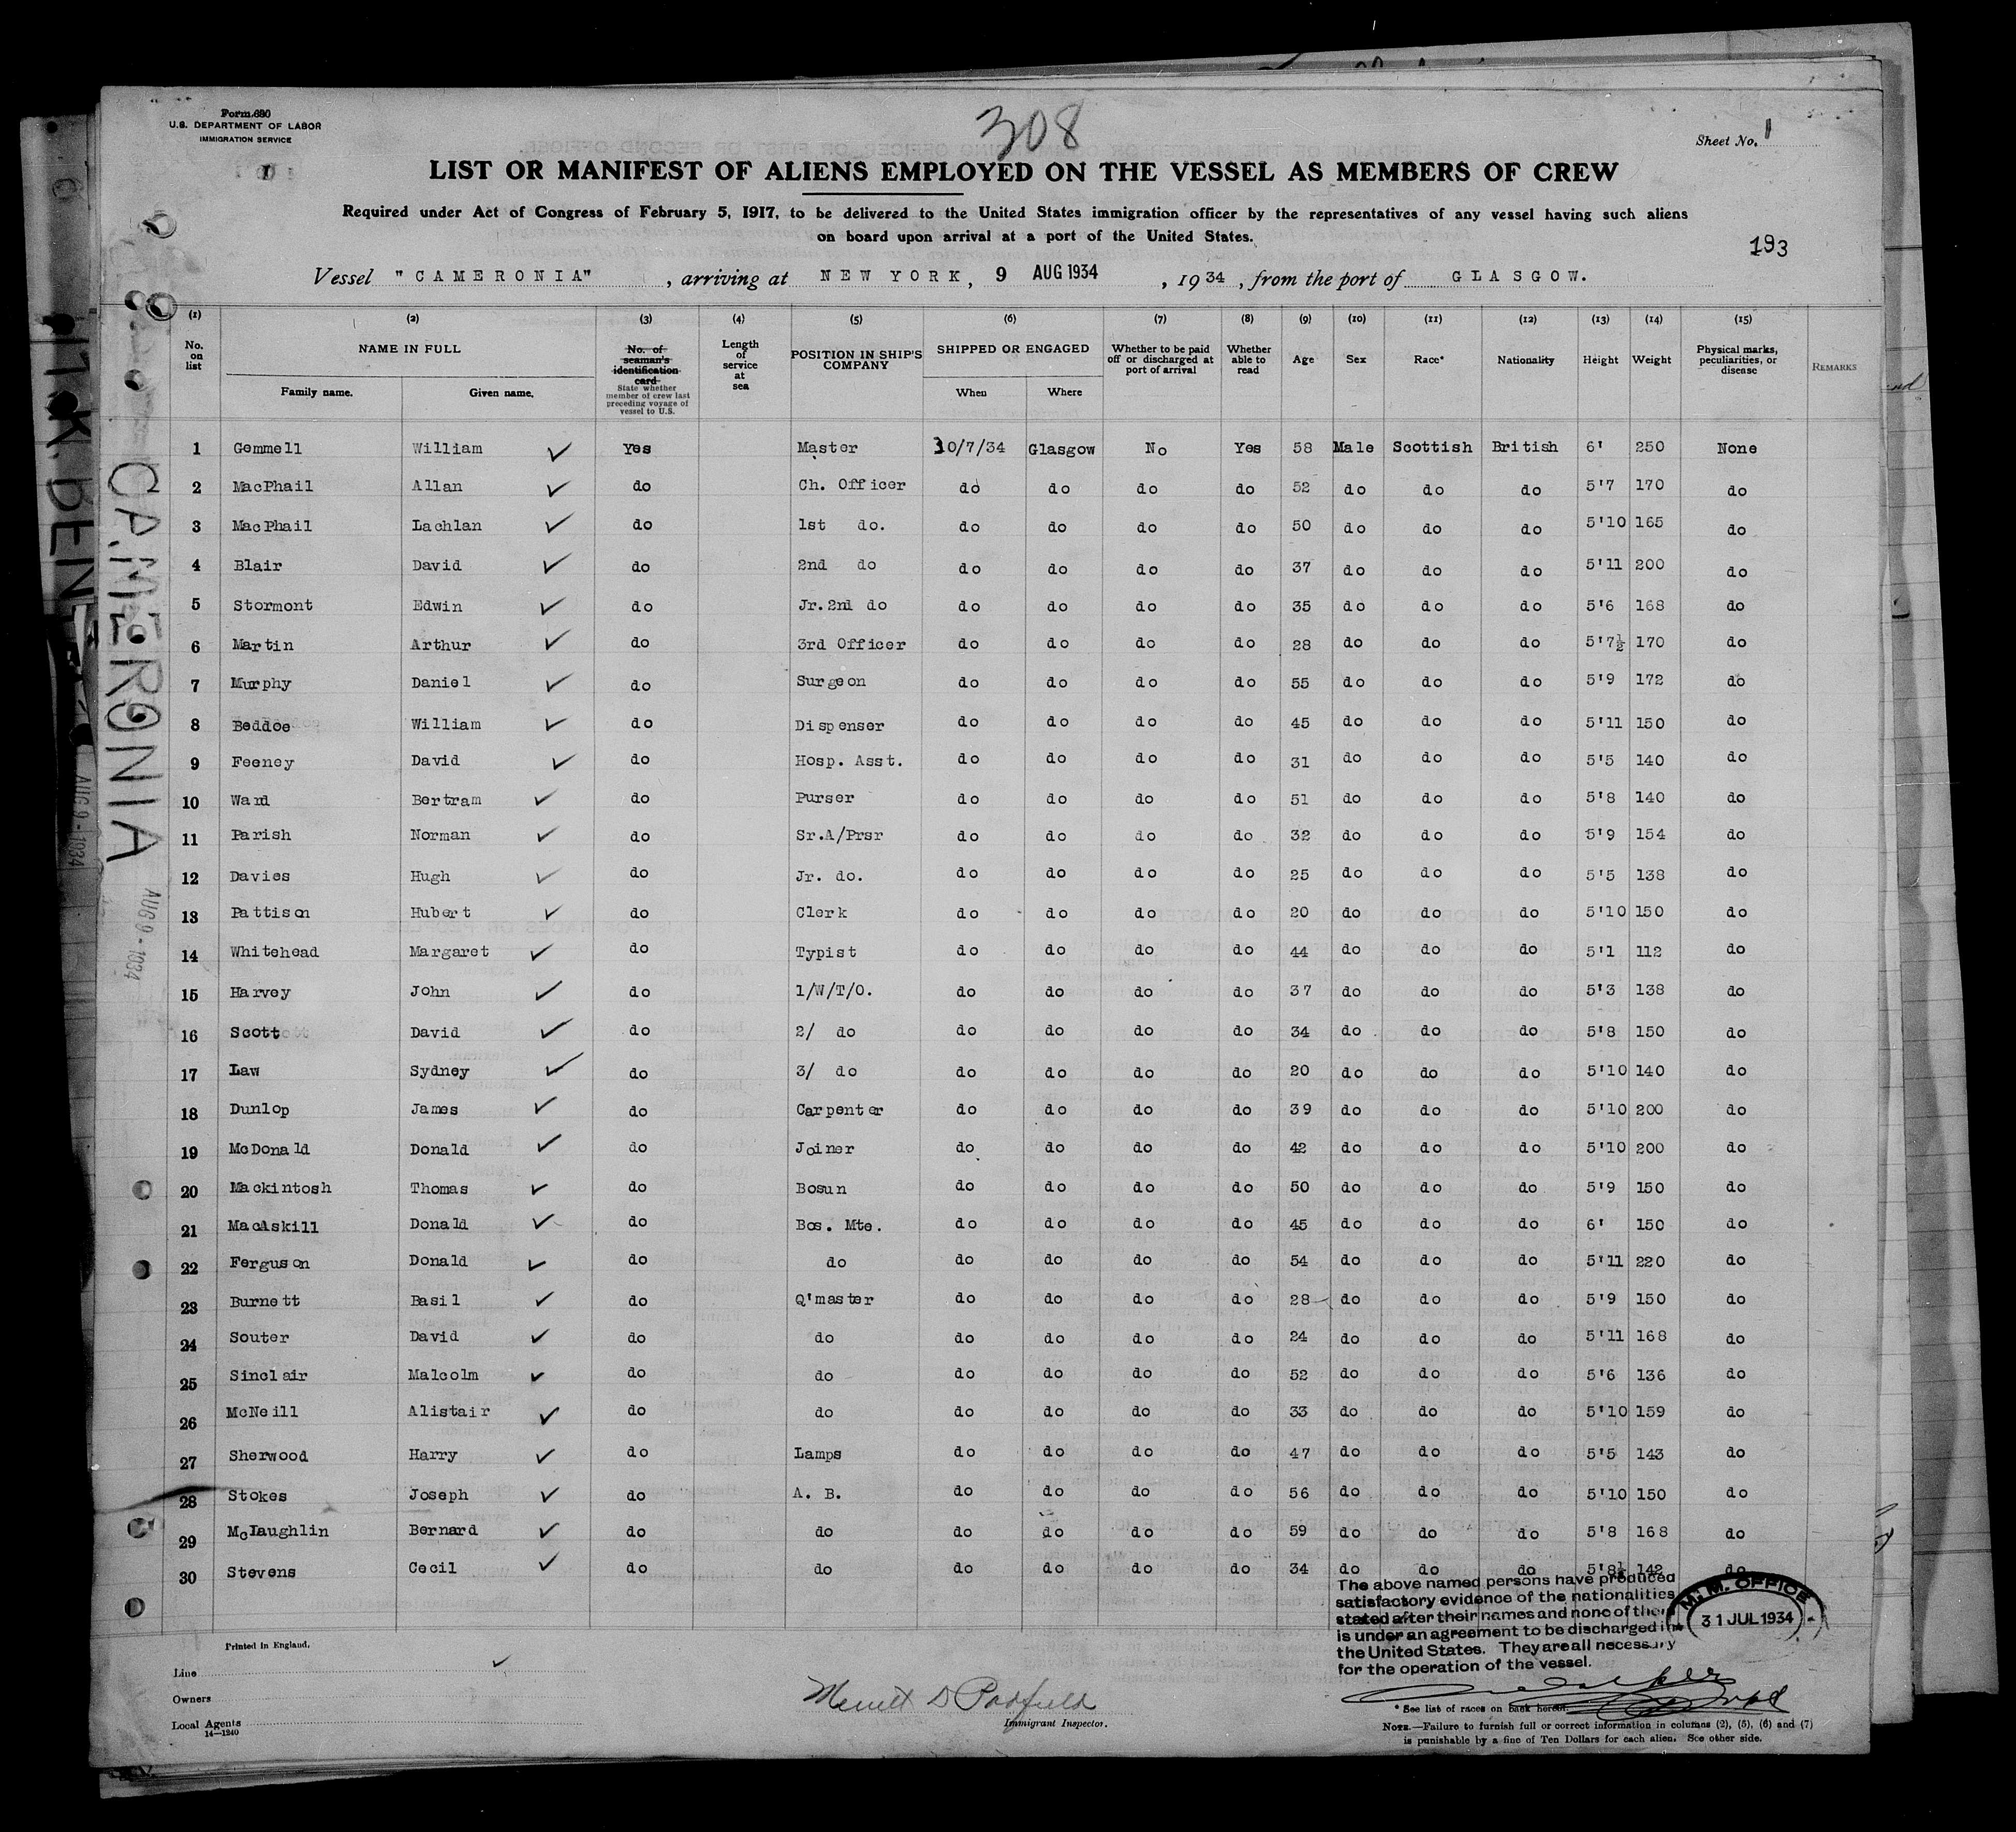 Form 680
U.S. DEPARTMENT OF LABOR
IMMIGRATION SERVICE
308
Sheet No. 1
LIST OR MANIFEST OF ALIENS EMPLOYED ON THE VESSEL AS MEMBERS OF CREW
Required under Act of Congress of February 5, 1917, to be delivered to the United States immigration officer by the representatives of any vessel having such aliens
on board upon arrival at a port of the United States.
193
Vessel "CAMERONIA", arriving at NEW YORK, 9 AUG 1934, 1934, from the port of GLASGOW.
(1) (2) (3) (4) (5) (6) (7) (8) (9) (10) (11) (12) (13) (14) (15)
No. on list NAME IN FULL Family name. Given name. No. of seaman's identification card State whether member of crew last preceding voyage of vessel to U.S. Length of service at sea POSITION IN SHIP'S COMPANY SHIPPED OR ENGAGED When Where Whether to be paid off or discharged at port of arrival Whether able to read Age Sex Race* Nationality Height Weight Physical marks, peculiarities, or disease REMARKS
1 Gemmell William ✓ Yes Master 30/7/34 Glasgow No Yes 58 Male Scottish British 6' 250 None
2 MacPhail Allan ✓ do Ch. Officer do do do do 52 do do do 5'7 170 do
3 MacPhail Lachlan ✓ do 1st do. do do do do 50 do do do 5'10 165 do
4 Blair David ✓ do 2nd do do do do do 37 do do do 5'11 200 do
5 Stormont Edwin ✓ do Jr.2nd do do do do do 35 do do do 5'6 168 do
6 Martin Arthur ✓ do 3rd Officer do do do do 28 do do do 5'7½ 170 do
7 Murphy Daniel ✓ do Surgeon do do do do 55 do do do 5'9 172 do
8 Beddoe William ✓ do Dispenser do do do do 45 do do do 5'11 150 do
9 Feeney David ✓ do Hosp. Asst. do do do do 31 do do do 5'5 140 do
10 Ward Bertram ✓ do Purser do do do do 51 do do do 5'8 140 do
11 Parish Norman ✓ do Sr.A/Prsr do do do do 32 do do do 5'9 154 do
12 Davies Hugh ✓ do Jr. do. do do do do 25 do do do 5'5 138 do
13 Pattison Hubert ✓ do Clerk do do do do 20 do do do 5'10 150 do
14 Whitehead Margaret ✓ do Typist do do do do 44 do do do 5'1 112 do
15 Harvey John ✓ do 1/W/T/O. do do do do 37 do do do 5'3 138 do
16 Scott David ✓ do 2/ do do do do do 34 do do do 5'8 150 do
17 Law Sydney ✓ do 3/ do do do do do 20 do do do 5'10 140 do
18 Dunlop James ✓ do Carpenter do do do do 39 do do do 5'10 200 do
19 McDonald Donald ✓ do Joiner do do do do 42 do do do 5'10 200 do
20 Mackintosh Thomas ✓ do Bosun do do do do 50 do do do 5'9 150 do
21 MacAskill Donald ✓ do Bos. Mte. do do do do 45 do do do 6' 150 do
22 Ferguson Donald ✓ do do do do do do 54 do do do 5'11 220 do
23 Burnett Basil ✓ do Q'master do do do do 28 do do do 5'9 150 do
24 Souter David ✓ do do do do do do 24 do do do 5'11 168 do
25 Sinclair Malcolm ✓ do do do do do do 52 do do do 5'6 136 do
26 McNeill Alistair ✓ do do do do do do 33 do do do 5'10 159 do
27 Sherwood Harry ✓ do Lamps do do do do 47 do do do 5'5 143 do
28 Stokes Joseph ✓ do A. B. do do do do 56 do do do 5'10 150 do
29 McLaughlin Bernard ✓ do do do do do do 59 do do do 5'8 168 do
30 Stevens Cecil ✓ do do do do do do 34 do do do 5'8½ 142 do
The above named persons have produced
satisfactory evidence of the nationalities
stated after their names and none of them
is under an agreement to be discharged in
the United States. They are all necessary
for the operation of the vessel.
M. M. OFFICE
31 JUL 1934
Printed in England.
Line
Owners
Local Agents
14—1240
Merrill D Padfield
Immigrant Inspector.
* See list of races on back hereof.
NOTE.—Failure to furnish full or correct information in columns (2), (5), (6) and (7)
is punishable by a fine of Ten Dollars for each alien. See other side.
CAMERONIA
AUG 9 - 1934
AUG 9 - 1934